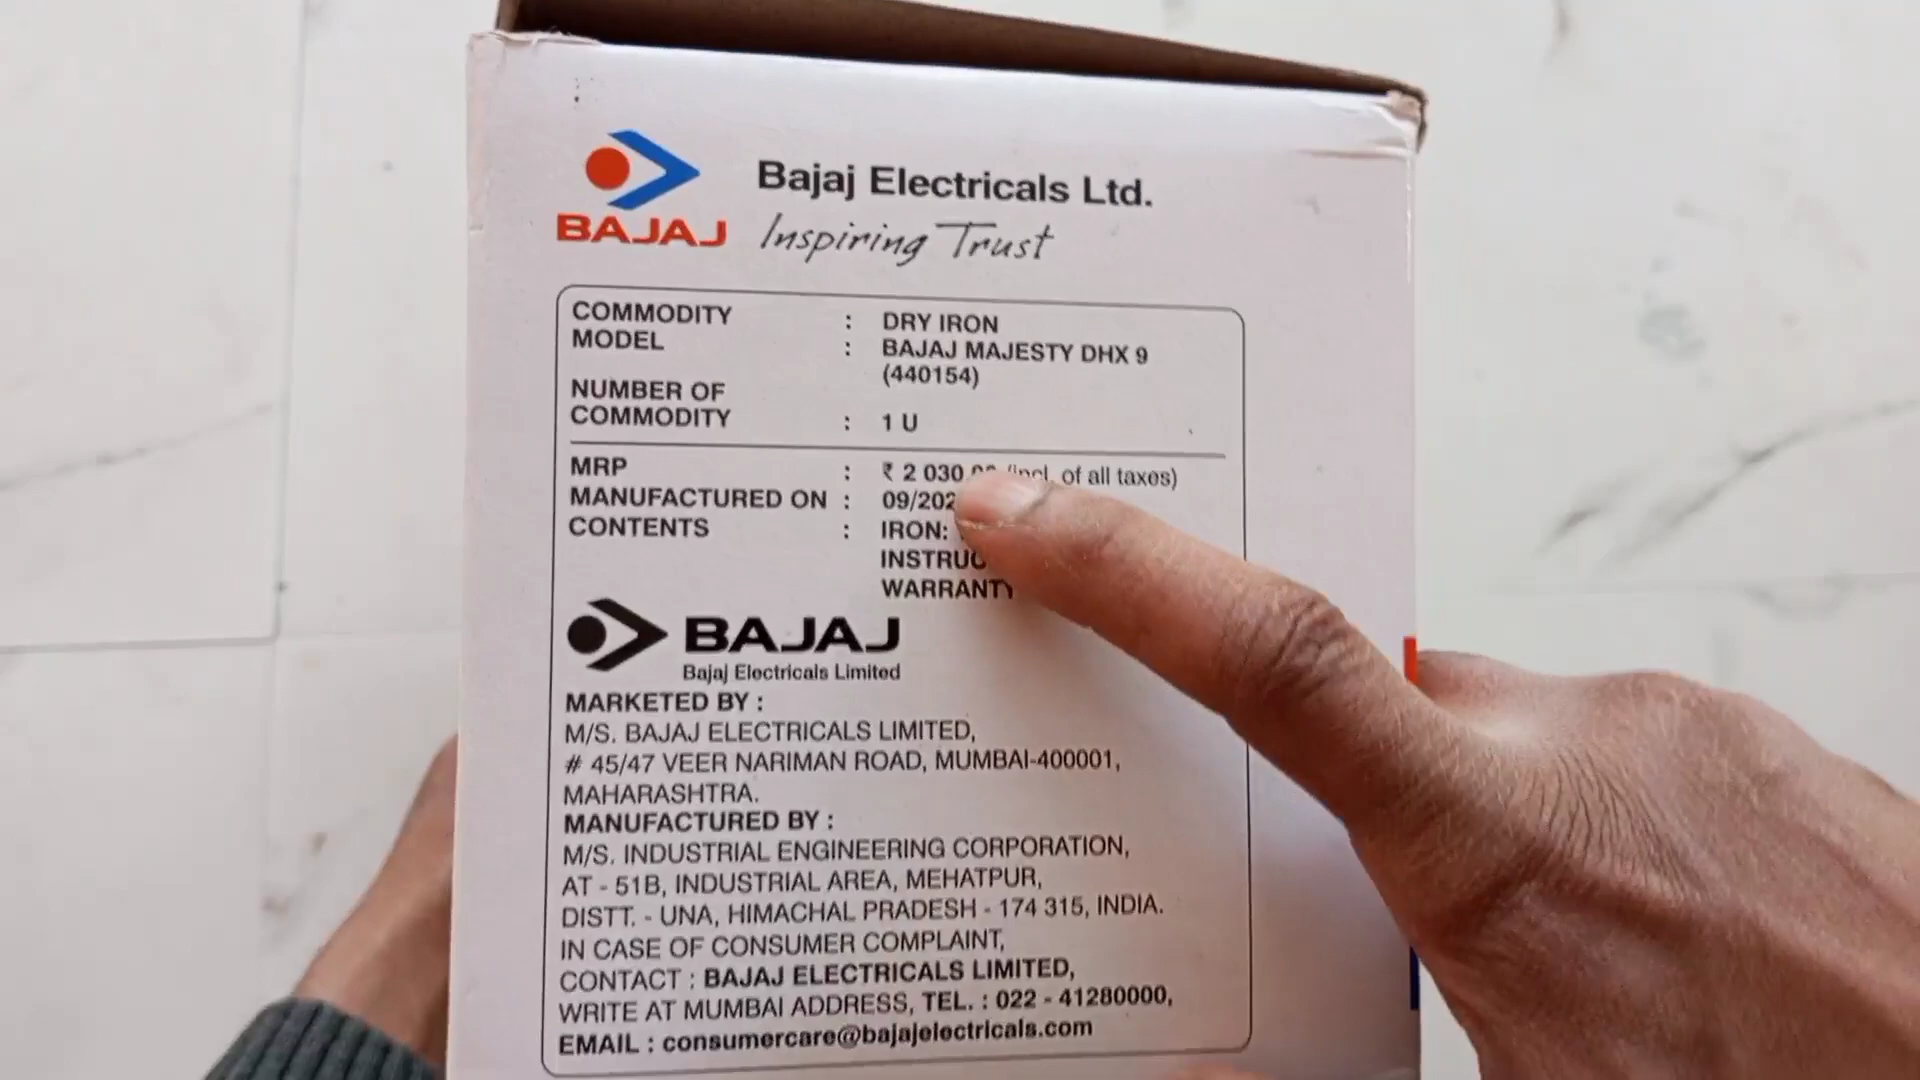 BAJAJ
Bajaj Electricals Ltd.
Inspiring Trust
COMMODITY : DRY IRON
MODEL : BAJAJ MAJESTY DHX 9
(440154)
NUMBER OF
COMMODITY : 1 U
MRP : ₹ 2 030 (incl. of all taxes)
MANUFACTURED ON :
CONTENTS : IRON:
WARRANTY
BAJAJ
Bajaj Electricals Limited
MARKETED BY :
M/S. BAJAJ ELECTRICALS LIMITED,
# 45/47 VEER NARIMAN ROAD, MUMBAI-400001,
MAHARASHTRA.
MANUFACTURED BY :
M/S. INDUSTRIAL ENGINEERING CORPORATION,
AT - 51B, INDUSTRIAL AREA, MEHATPUR,
DISTT. - UNA, HIMACHAL PRADESH - 174 315, INDIA.
IN CASE OF CONSUMER COMPLAINT,
CONTACT : BAJAJ ELECTRICALS LIMITED,
WRITE AT MUMBAI ADDRESS, TEL. : 022 - 41280000,
EMAIL : consumercare@bajajelectricals.com